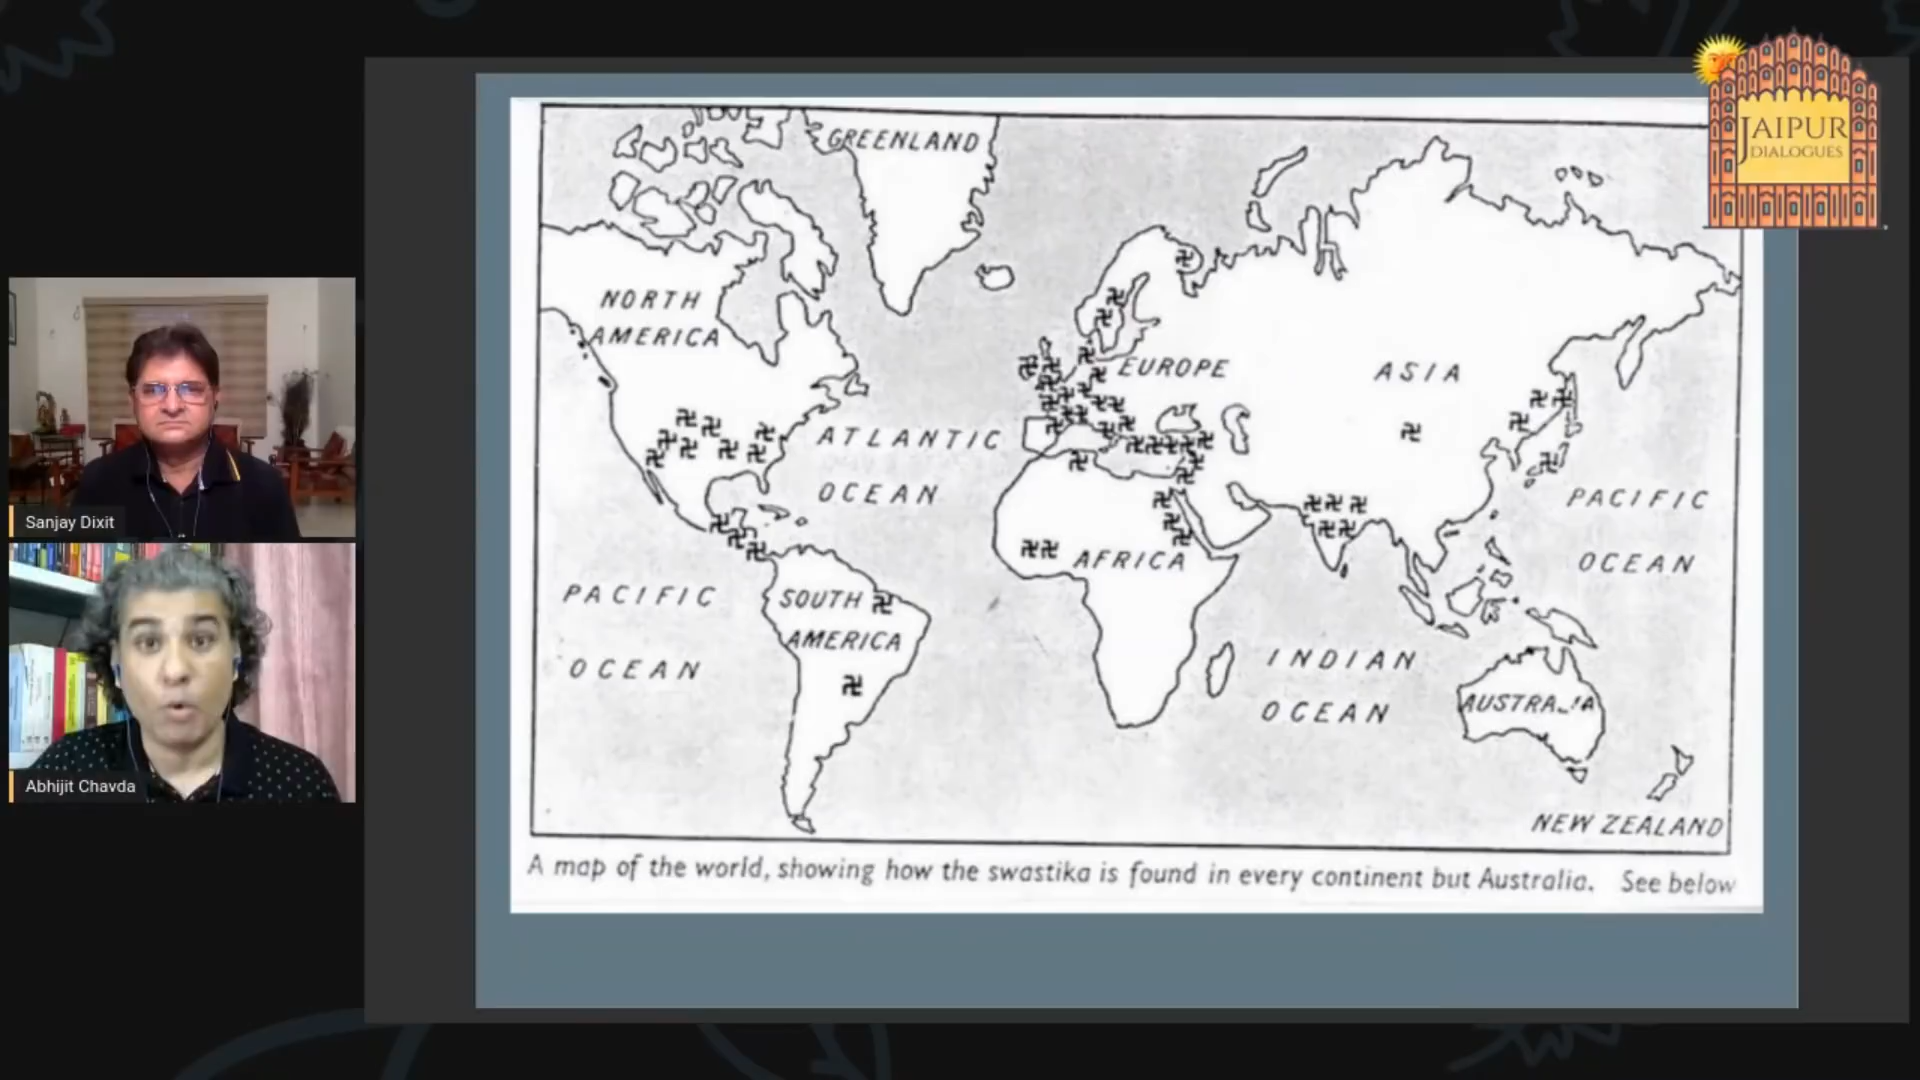 JAIPUR
DIALOGUES
GREENLAND
NORTH
AMERICA
EUROPE
ASIA
ATLANTIC
OCEAN
PACIFIC
OCEAN
AFRICA
PACIFIC
OCEAN
SOUTH
AMERICA
INDIAN
OCEAN
AUSTRALIA
NEW ZEALAND
A map of the world, showing how the swastika is found in every continent but Australia. See below
Sanjay Dixit
Abhijit Chavda